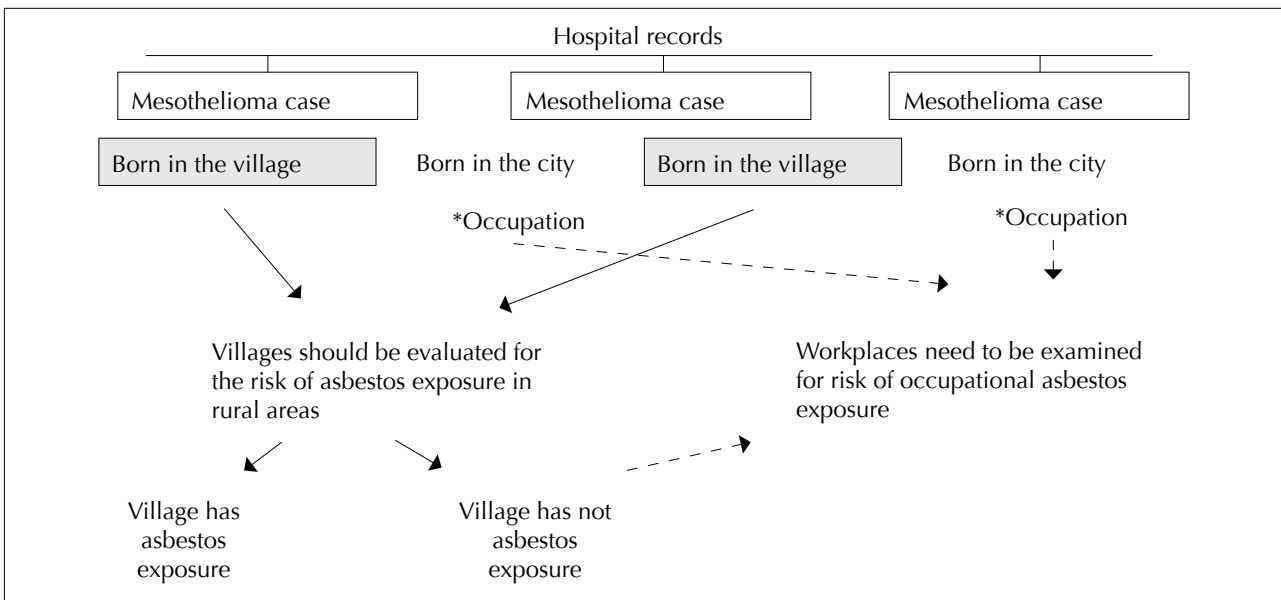 Hospital records
Mesothelioma case
Mesothelioma case
Mesothelioma case
Born in the village
Born in the city
Born in the village
Born in the city
*Occupation
*Occupation
Villages should be evaluated for
the risk of asbestos exposure in
rural areas
Workplaces need to be examined
for risk of occupational asbestos
exposure
Village has
asbestos
exposure
Village has not
asbestos
exposure